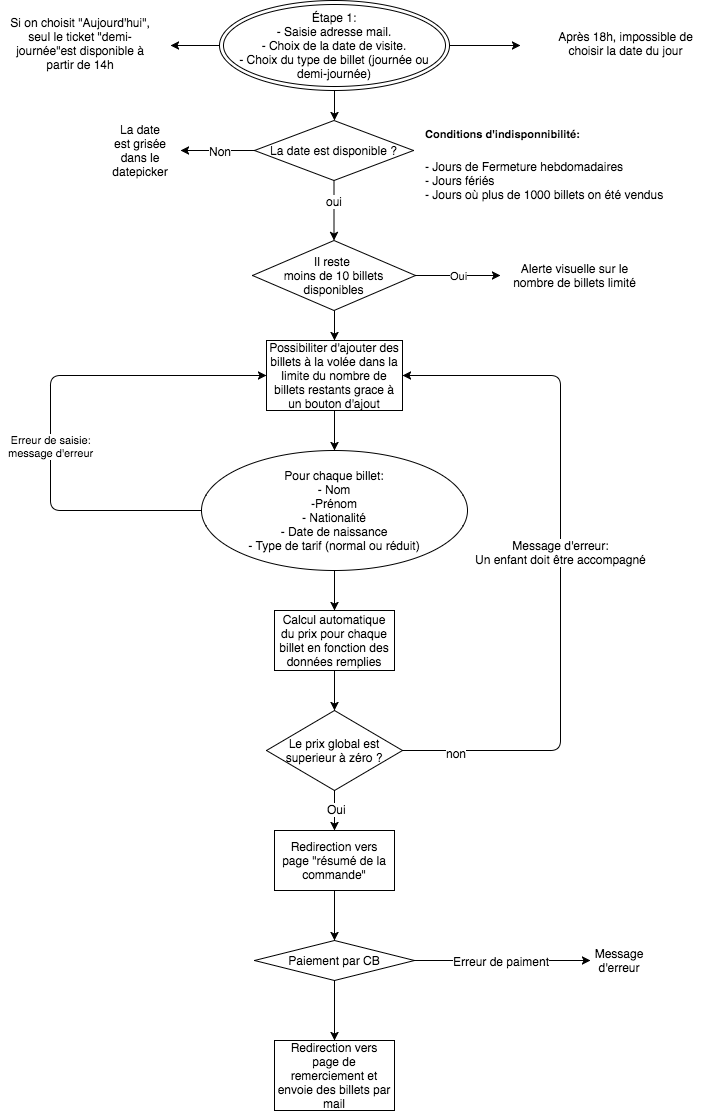 Si on choisit "Aujourd'hui",
seul le ticket "demi-
journée"est disponible à
partir de 14h
Étape 1:
- Saisie adresse mail.
- Choix de la date de visite.
- Choix du type de billet (journée ou
demi-journée)
Après 18h, impossible de
choisir la date du jour
La date
est grisée
dans le
datepicker
Non
La date est disponible ?
Conditions d'indisponnibilité:
- Jours de Fermeture hebdomadaires
- Jours fériés
- Jours où plus de 1000 billets on été vendus
oui
Il reste
moins de 10 billets
disponibles
Oui
Alerte visuelle sur le
nombre de billets limité
Possibiliter d'ajouter des
billets à la volée dans la
limite du nombre de
billets restants grace à
un bouton d'ajout
Erreur de saisie:
message d'erreur
Pour chaque billet:
- Nom
-Prénom
- Nationalité
- Date de naissance
- Type de tarif (normal ou réduit)
Message d'erreur:
Un enfant doit être accompagné
Calcul automatique
du prix pour chaque
billet en fonction des
données remplies
Le prix global est
superieur à zéro ?
non
Oui
Redirection vers
page "résumé de la
commande"
Paiement par CB
Erreur de paiment
Message
d'erreur
Redirection vers
page de
remerciement et
envoie des billets par
mail